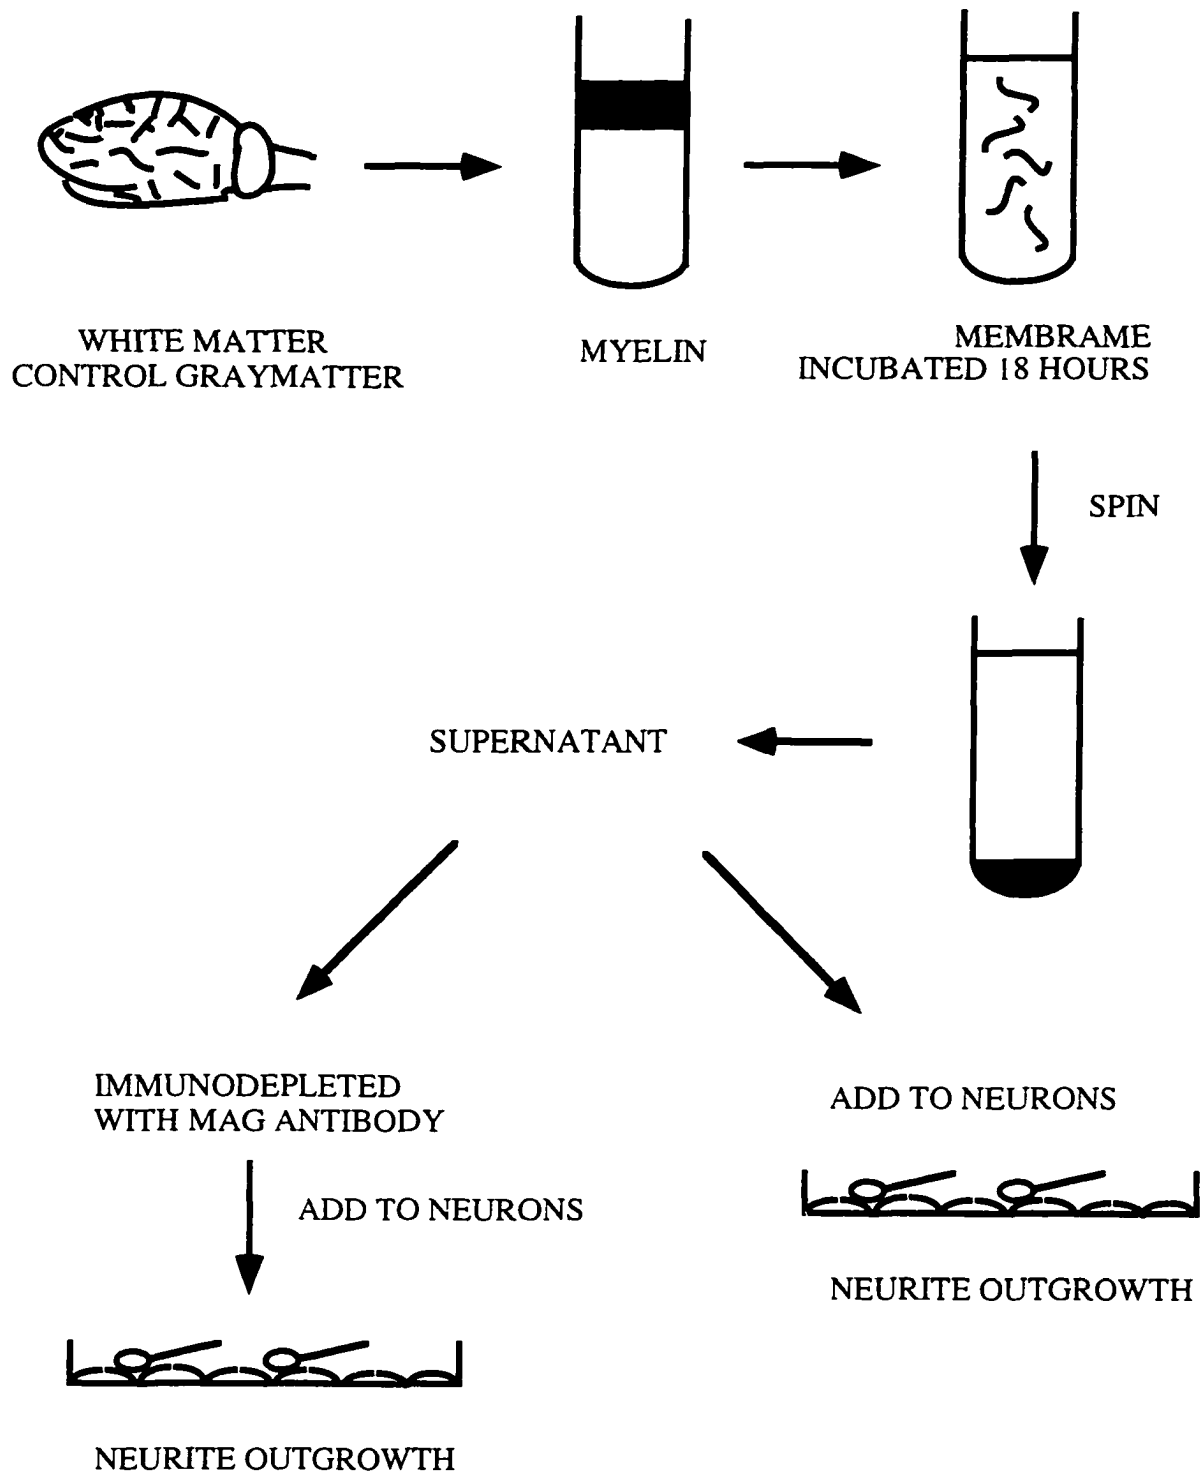 WHITE MATTER
CONTROL GRAYMATTER
MYELIN
MEMBRAME
INCUBATED 18 HOURS
SPIN
SUPERNATANT
IMMUNODEPLETED
WITH MAG ANTIBODY
ADD TO NEURONS
NEURITE OUTGROWTH
ADD TO NEURONS
NEURITE OUTGROWTH